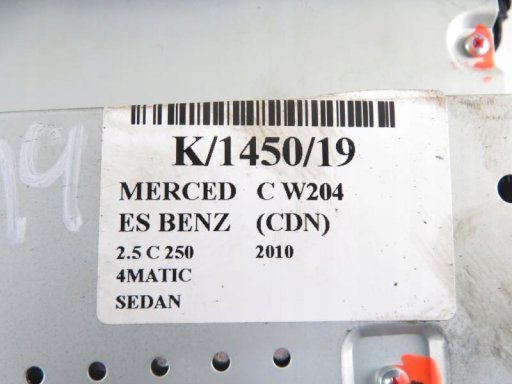 K/1450/19
MERCED C W204
ES BENZ (CDN)
2.5 C 250 2010
4MATIC
SEDAN